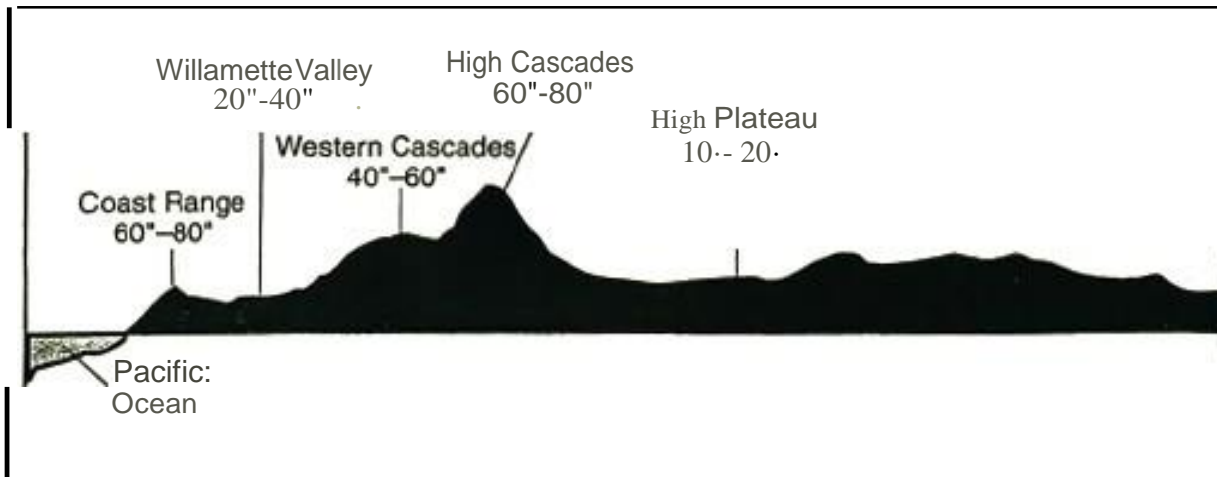 Willamette Valley
20"-40"
High Cascades
60"-80"
High Plateau
10·- 20·
Western Cascades
40"–60"
Coast Range
60"–80"
Pacific:
Ocean